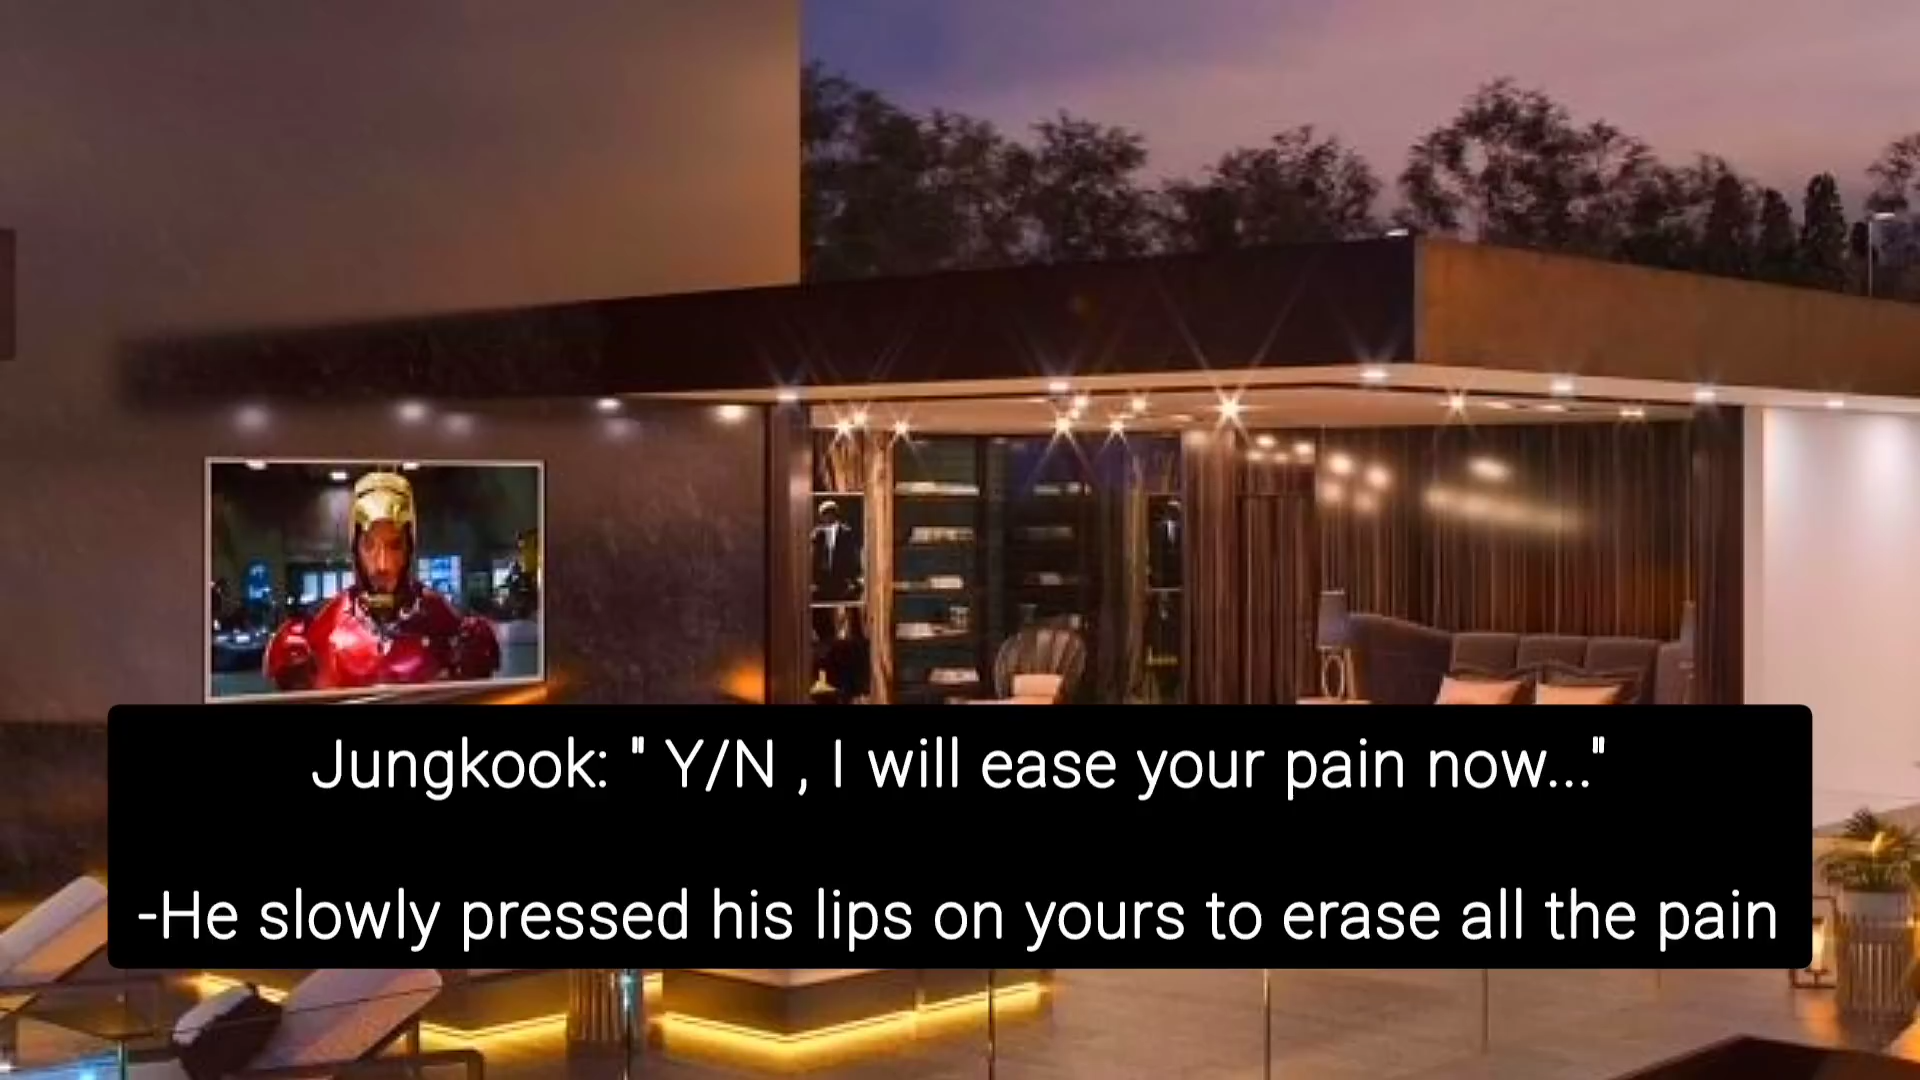 Jungkook: " Y/N , I will ease your pain now..."
-He slowly pressed his lips on yours to erase all the pain